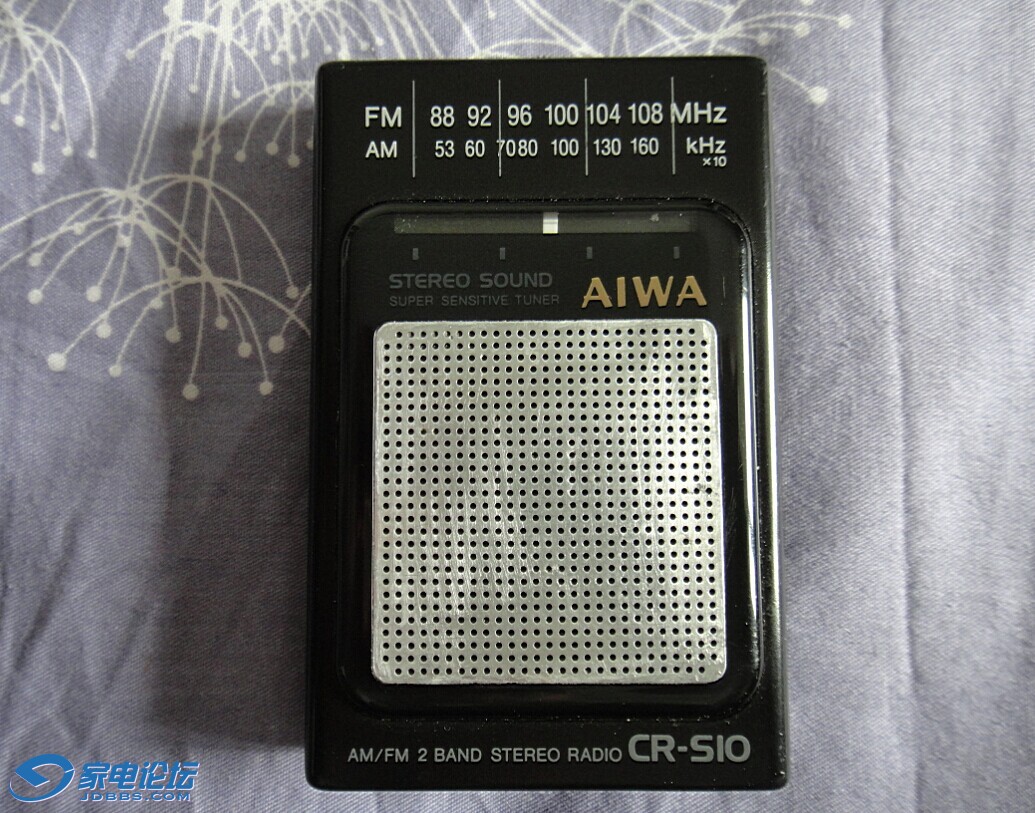 FM 88 92 96 100 104 108 MHz
AM 53 60 70 80 100 130 160 kHz
×10
STEREO SOUND
SUPER SENSITIVE TUNER
AIWA
AM/FM 2 BAND STEREO RADIO CR-S10
家电论坛
JDBBS.COM